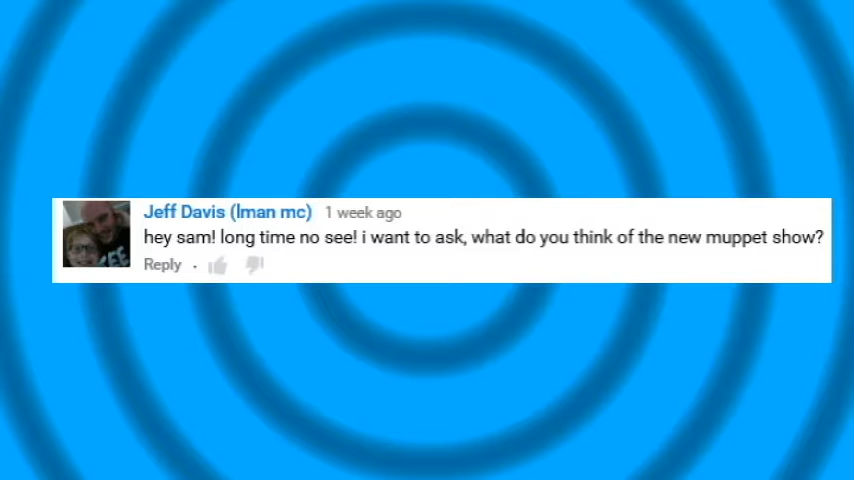 Jeff Davis (lman mc) 1 week ago
hey sam! long time no see! i want to ask, what do you think of the new muppet show?
Reply ·